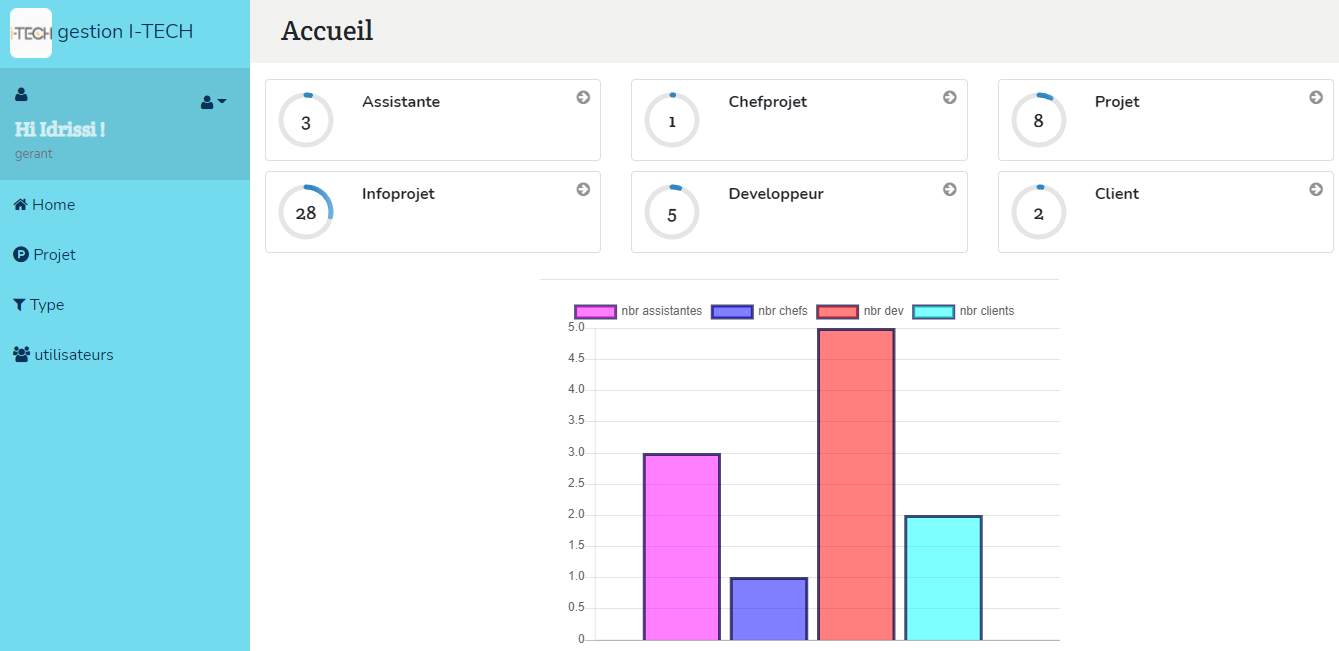 i-TECH gestion I-TECH
Hi Idrissi !
gerant
Home
Projet
Type
utilisateurs
Accueil
3 Assistante
1 Chefprojet
8 Projet
28 Infoprojet
5 Developpeur
2 Client
nbr assistantes nbr chefs nbr dev nbr clients
5.0
4.5
4.0
3.5
3.0
2.5
2.0
1.5
1.0
0.5
0